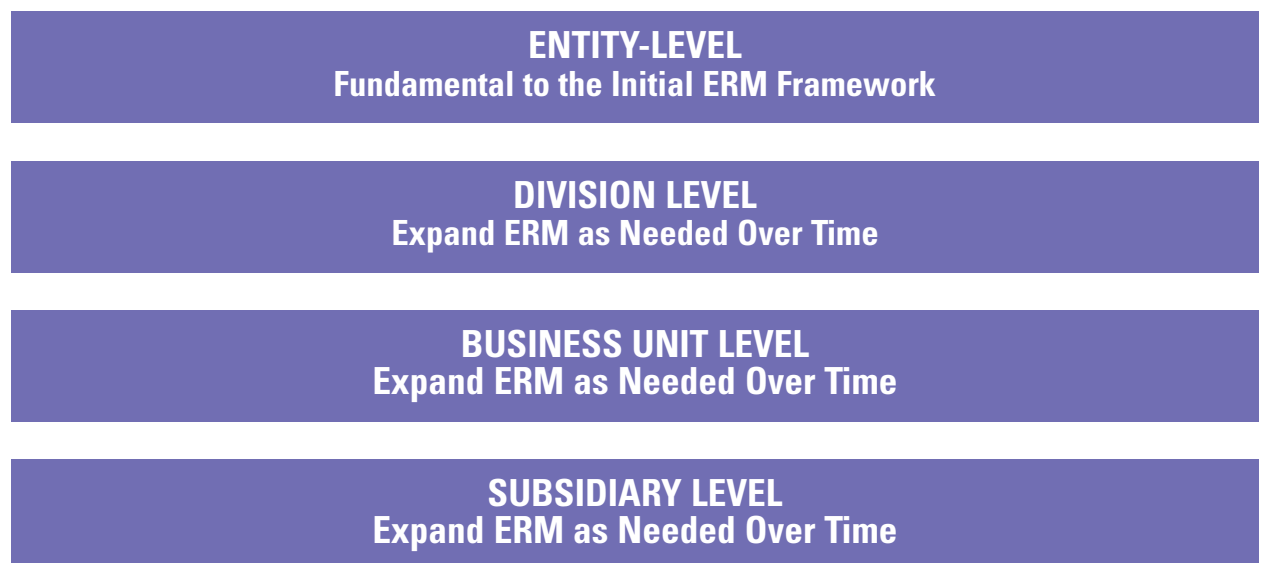 ENTITY-LEVEL
Fundamental to the Initial ERM Framework
DIVISION LEVEL
Expand ERM as Needed Over Time
BUSINESS UNIT LEVEL
Expand ERM as Needed Over Time
SUBSIDIARY LEVEL
Expand ERM as Needed Over Time